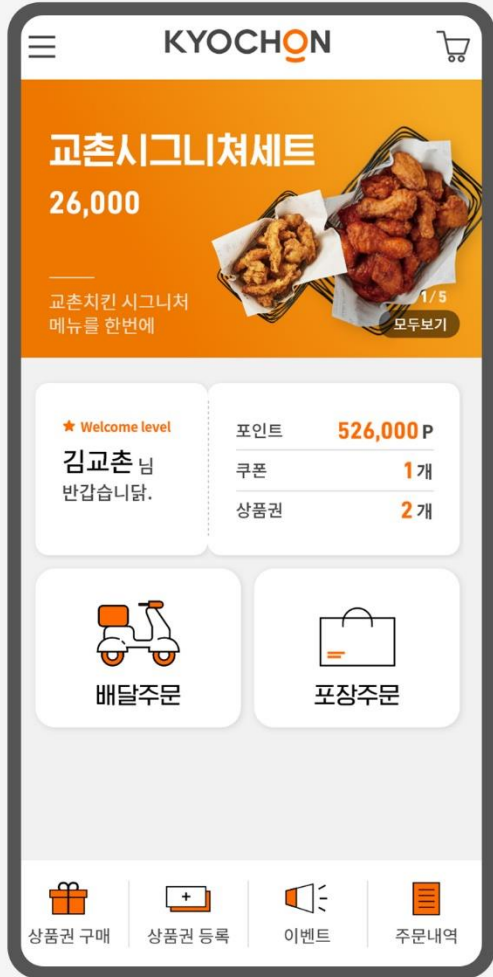 KYOCHON
교촌시그니쳐세트
26,000
교촌치킨 시그니처
메뉴를 한번에
1/5
모두보기
Welcome level
김교촌 님
반갑습니닭.
포인트 526,000 P
쿠폰 1 개
상품권 2 개
배달주문
포장주문
상품권 구매
상품권 등록
이벤트
주문내역